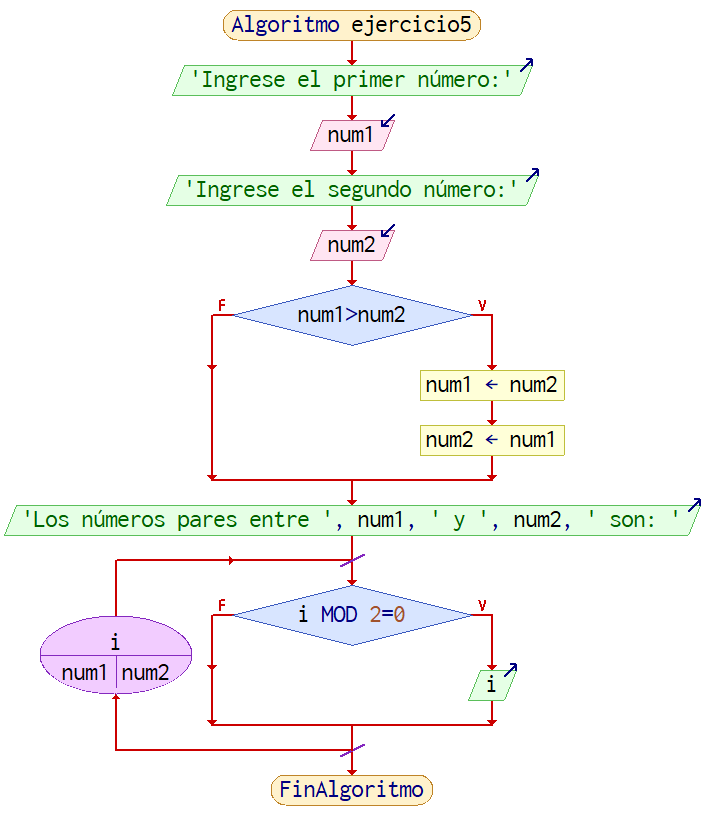 Algoritmo ejercicio5
'Ingrese el primer número:'
num1
'Ingrese el segundo número:'
num2
num1>num2
F
V
num1 ← num2
num2 ← num1
'Los números pares entre ', num1, ' y ', num2, ' son: '
i MOD 2=0
F
V
i
num1 num2
i
FinAlgoritmo